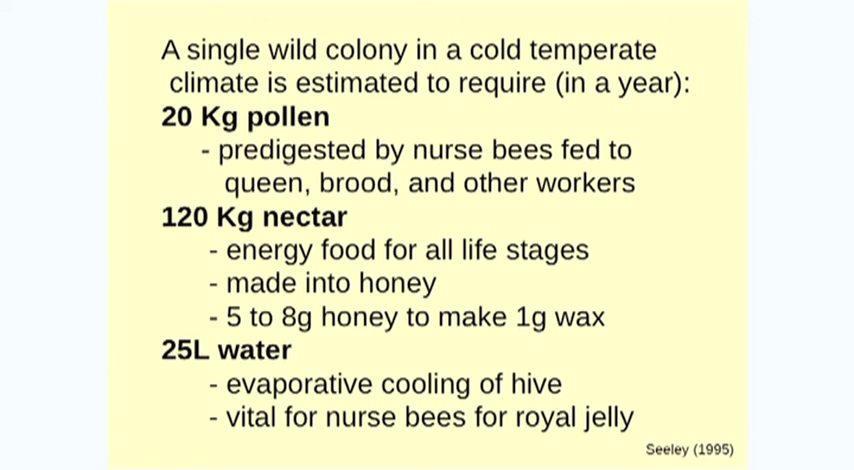 A single wild colony in a cold temperate
climate is estimated to require (in a year):
20 Kg pollen
- predigested by nurse bees fed to
queen, brood, and other workers
120 Kg nectar
- energy food for all life stages
- made into honey
- 5 to 8g honey to make 1g wax
25L water
- evaporative cooling of hive
- vital for nurse bees for royal jelly
Seeley (1995)